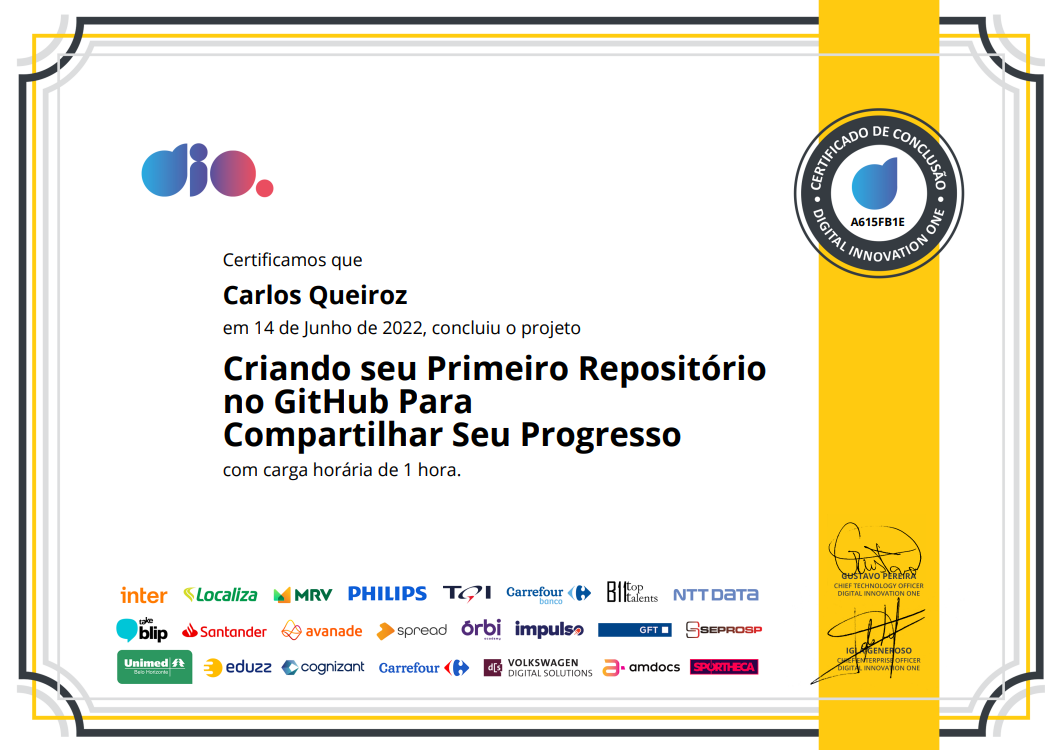 dio.
CERTIFICADO DE CONCLUSÃO
A615FB1E
DIGITAL INNOVATION ONE
Certificamos que
Carlos Queiroz
em 14 de Junho de 2022, concluiu o projeto
Criando seu Primeiro Repositório
no GitHub Para
Compartilhar Seu Progresso
com carga horária de 1 hora.
GUSTAVO PEREIRA
CHIEF TECHNOLOGY OFFICER
DIGITAL INNOVATION ONE
inter Localiza MRV PHILIPS TQI Carrefour banco B11 top talents NTT DATA
take blip Santander avanade spread órbi academy impulso GFT SEPROSP
IGL GENEROSO
CHIEF ENTERPRISE OFFICER
DIGITAL INNOVATION ONE
Unimed Belo Horizonte eduzz cognizant Carrefour d[s] VOLKSWAGEN DIGITAL SOLUTIONS a. amdocs SPORTHECA